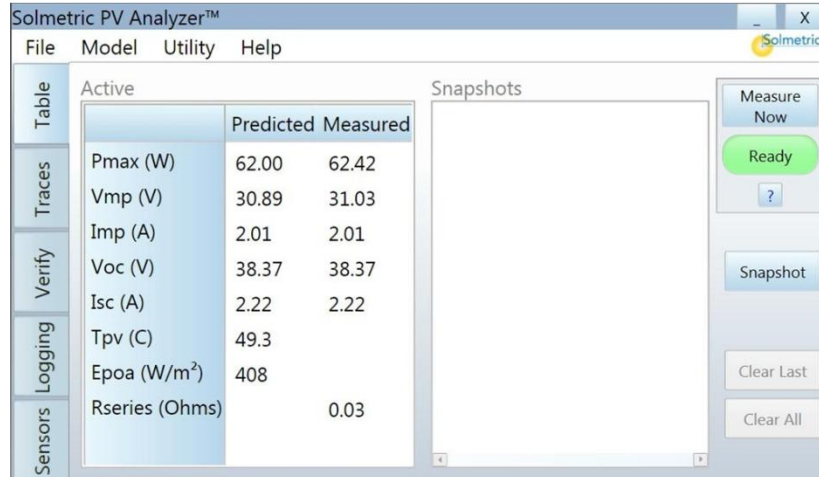 Solmetric PV Analyzer™
_ X
File Model Utility Help
Solmetric
Table
Traces
Verify
Logging
Sensors
Active
Predicted Measured
Pmax (W) 62.00 62.42
Vmp (V) 30.89 31.03
Imp (A) 2.01 2.01
Voc (V) 38.37 38.37
Isc (A) 2.22 2.22
Tpv (C) 49.3
Epoa (W/m²) 408
Rseries (Ohms) 0.03
Snapshots
Measure
Now
Ready
?
Snapshot
Clear Last
Clear All